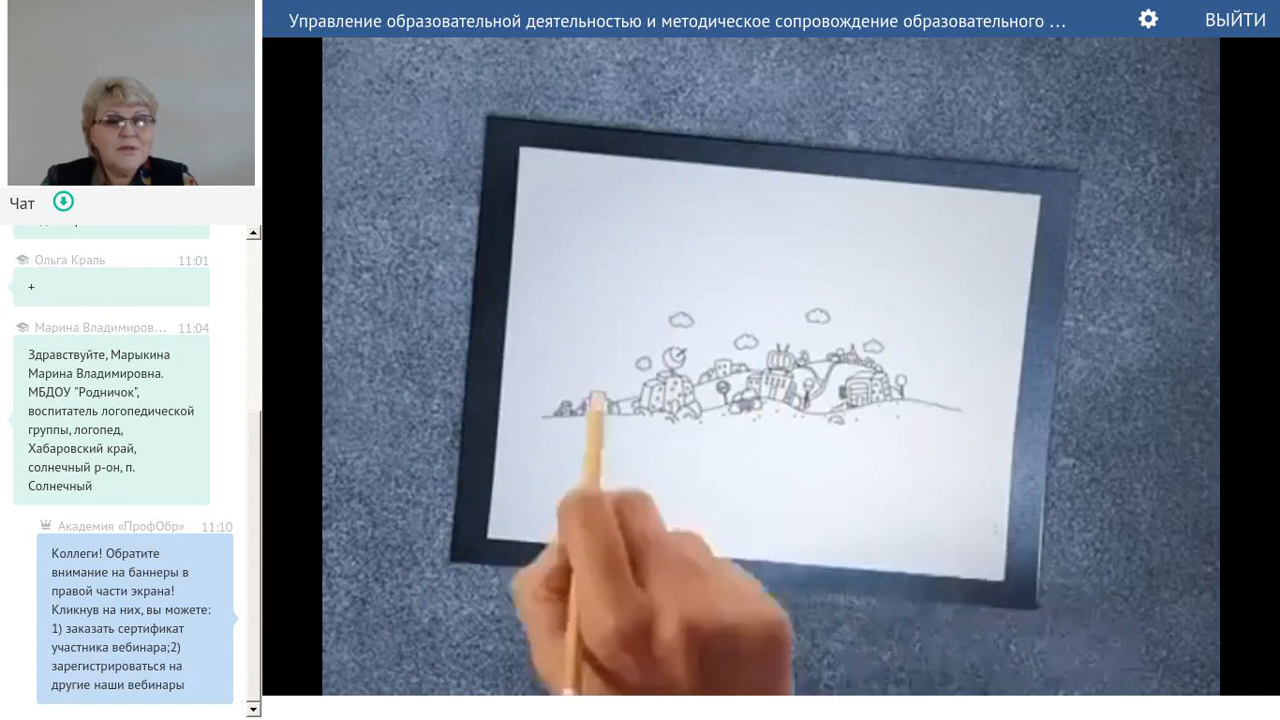 Управление образовательной деятельностью и методическое сопровождение образовательного ...
ВЫЙТИ
Чат
Ольга Краль 11:01
+
Марина Владимиров... 11:04
Здравствуйте, Марыкина
Марина Владимировна.
МБДОУ "Родничок",
воспитатель логопедической
группы, логопед,
Хабаровский край,
солнечный р-он, п.
Солнечный
Академия «ПрофОбр» 11:10
Коллеги! Обратите
внимание на баннеры в
правой части экрана!
Кликнув на них, вы можете:
1) заказать сертификат
участника вебинара;2)
зарегистрироваться на
другие наши вебинары